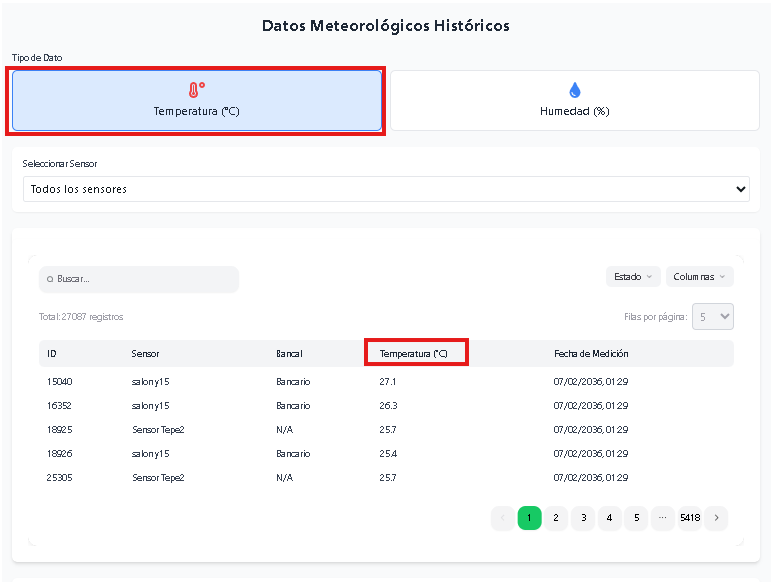 Datos Meteorológicos Históricos
Tipo de Dato
Temperatura (°C)
Humedad (%)
Seleccionar Sensor
Todos los sensores
Buscar...
Estado
Columnas
Total: 27087 registros
Filas por página: 5
ID Sensor Bancal Temperatura (°C) Fecha de Medición
15040 salony15 Bancario 27.1 07/02/2036, 01:29
16352 salony15 Bancario 26.3 07/02/2036, 01:29
18925 Sensor Tepe2 N/A 25.7 07/02/2036, 01:29
18926 salony15 Bancario 25.4 07/02/2036, 01:29
25305 Sensor Tepe2 N/A 25.7 07/02/2036, 01:29
< 1 2 3 4 5 ... 5418 >